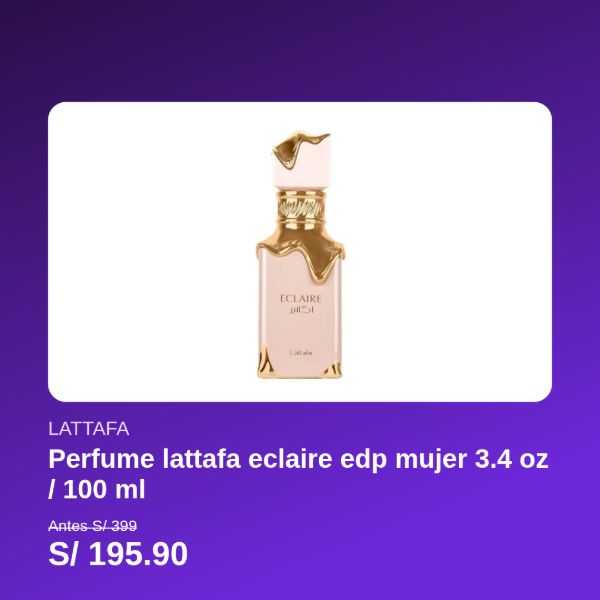 ECLAIRE
اكلير
Lattafa
LATTAFA
Perfume lattafa eclaire edp mujer 3.4 oz
/ 100 ml
Antes S/ 399
S/ 195.90